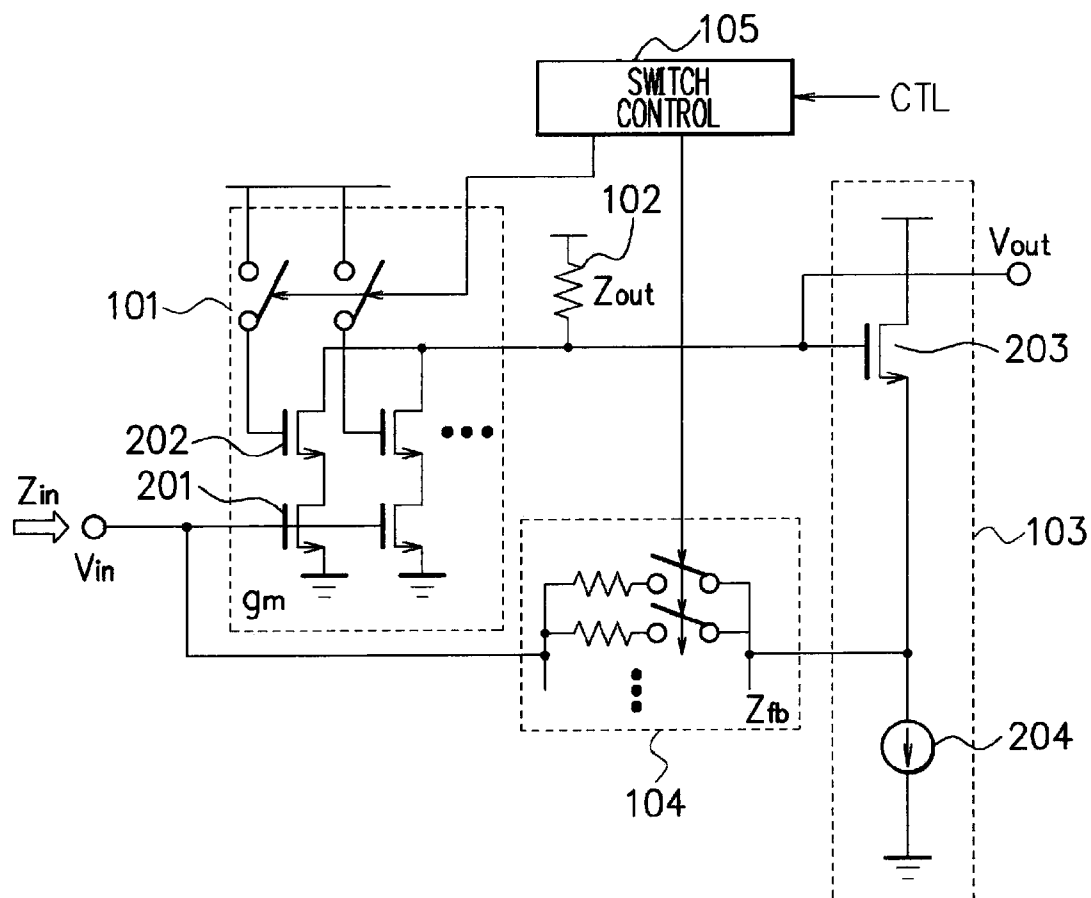 105
SWITCH
CONTROL
CTL
102
Zout
Vout
101
203
202
201
Zin
Vin
gm
103
Zfb
204
104